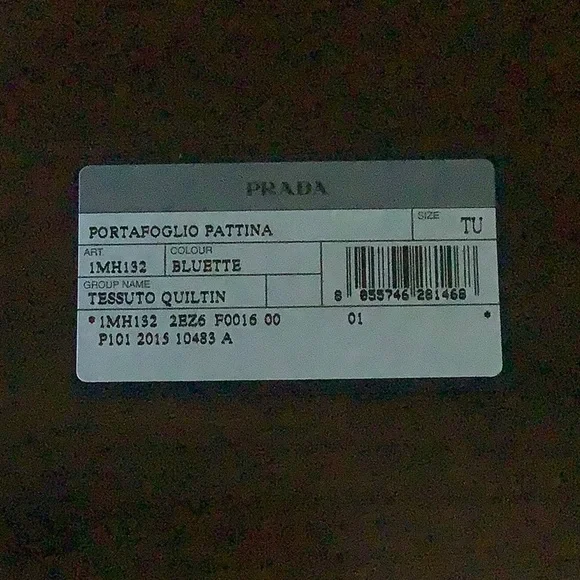 PRADA
PORTAFOGLIO PATTINA
SIZE
TU
ART
1MH132
COLOUR
BLUETTE
GROUP NAME
TESSUTO QUILTIN
8 055746 281468
*1MH132 2EZ6 F0016 00 01 *
P101 2015 10483 A